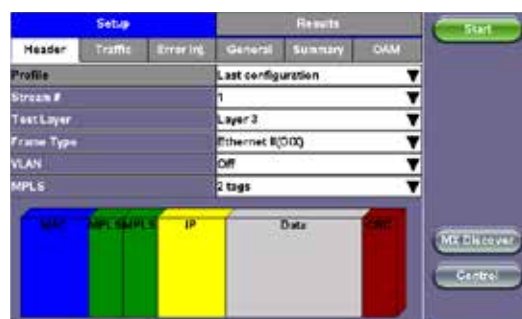 Setup Results
Header Traffic Error Inj General Summary OAM
Profile Last configuration
Stream # 1
Test Layer Layer 3
Frame Type Ethernet II(DIX)
VLAN Off
MPLS 2 tags
MAC MPLS MPLS IP Data CRC
Start
MX Discover
Control